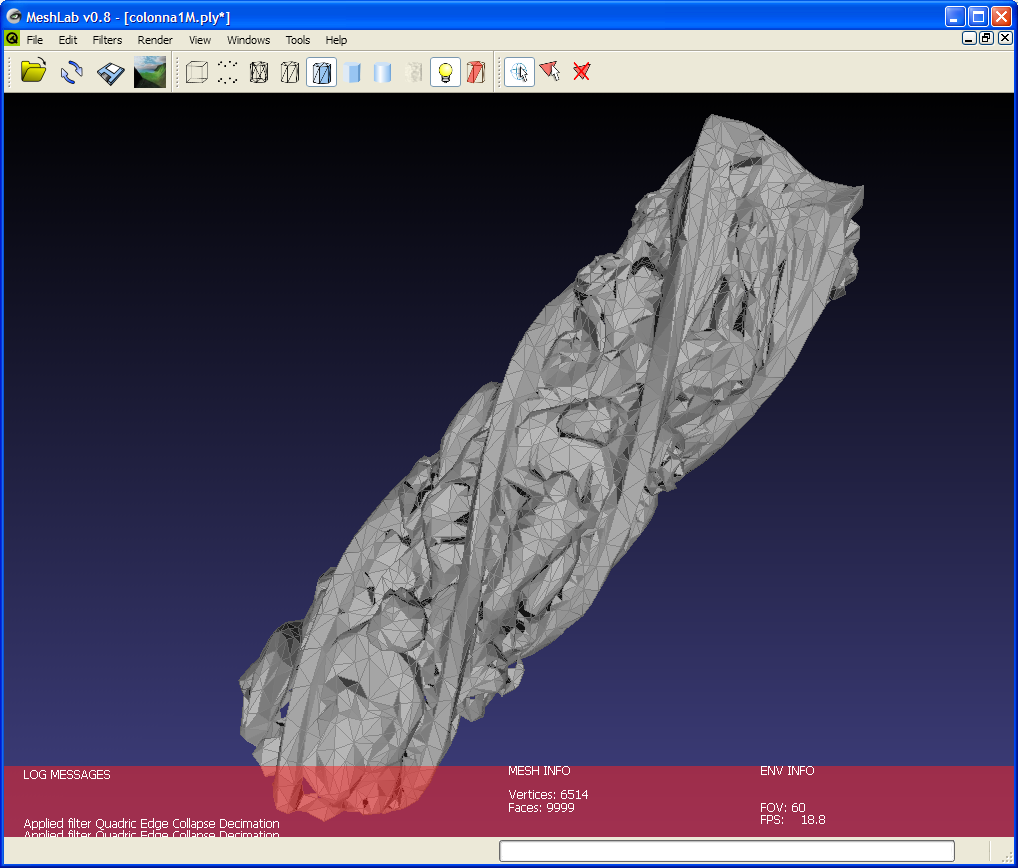 MeshLab v0.8 - [colonna1M.ply*]
File Edit Filters Render View Windows Tools Help
LOG MESSAGES
Applied filter Quadric Edge Collapse Decimation
Applied filter Quadric Edge Collapse Decimation
MESH INFO
Vertices: 6514
Faces: 9999
ENV INFO
FOV: 60
FPS: 18.8